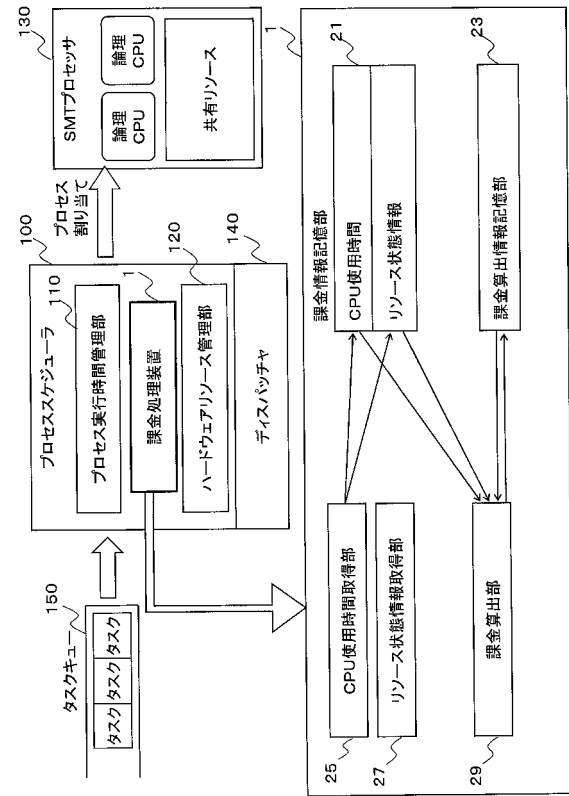 タスクキュー
150
タスク
タスク
タスク
プロセススケジューラ
100
プロセス実行時間管理部
110
課金処理装置
1
ハードウェアリソース管理部
120
ディスパッチャ
140
プロセス
割り当て
SMTプロセッサ
130
論理
CPU
論理
CPU
共有リソース
1
25
CPU使用時間取得部
27
リソース状態情報取得部
29
課金算出部
課金情報記憶部
21
CPU使用時間
リソース状態情報
課金算出情報記憶部
23